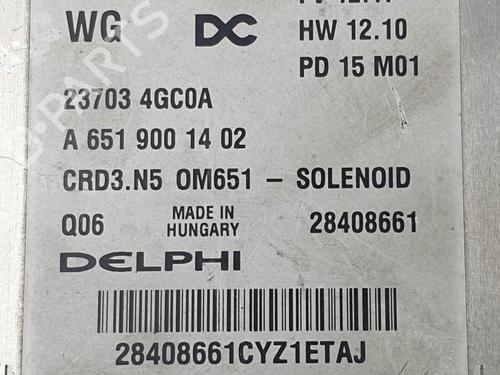 WG DC HW 12.10
PD 15 M01
23703 4GC0A
A 651 900 14 02
CRD3.N5 OM651 – SOLENOID
Q06 MADE IN HUNGARY 28408661
DELPHI
28408661CYZ1ETAJ